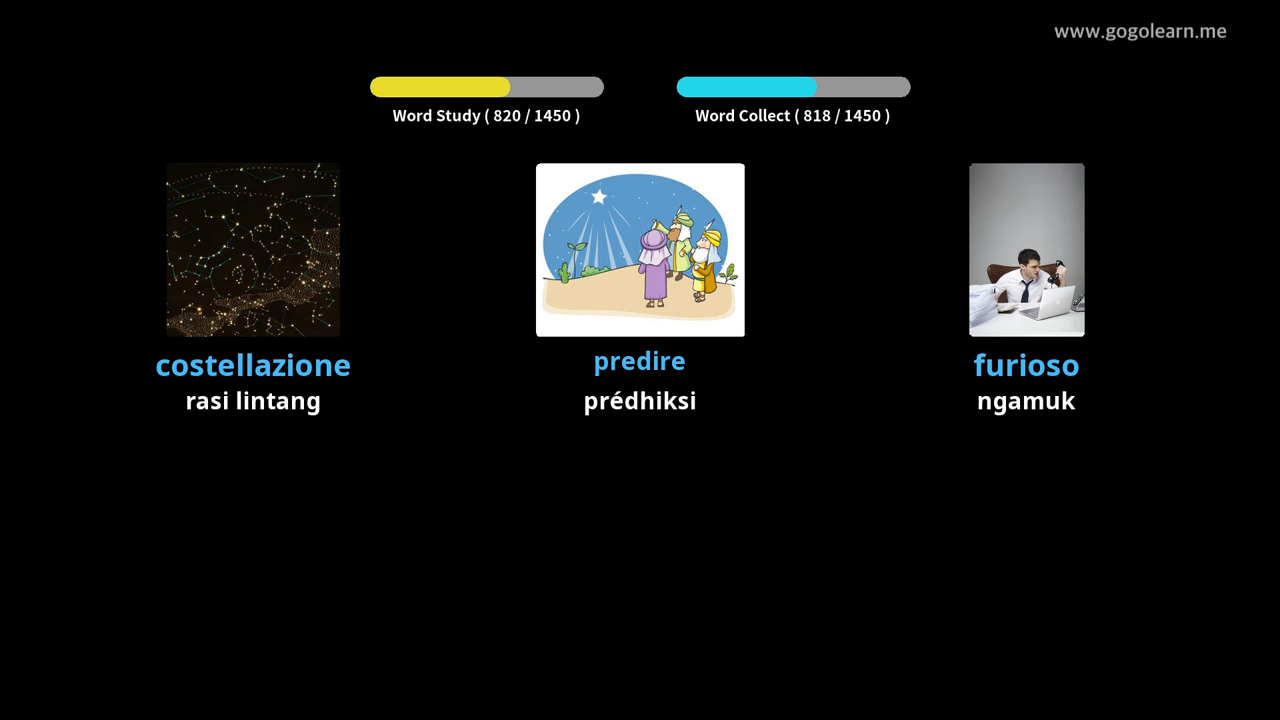 www.gogolearn.me
Word Study ( 820 / 1450 )
Word Collect ( 818 / 1450 )
costellazione
rasi lintang
predire
prédhiksi
furioso
ngamuk